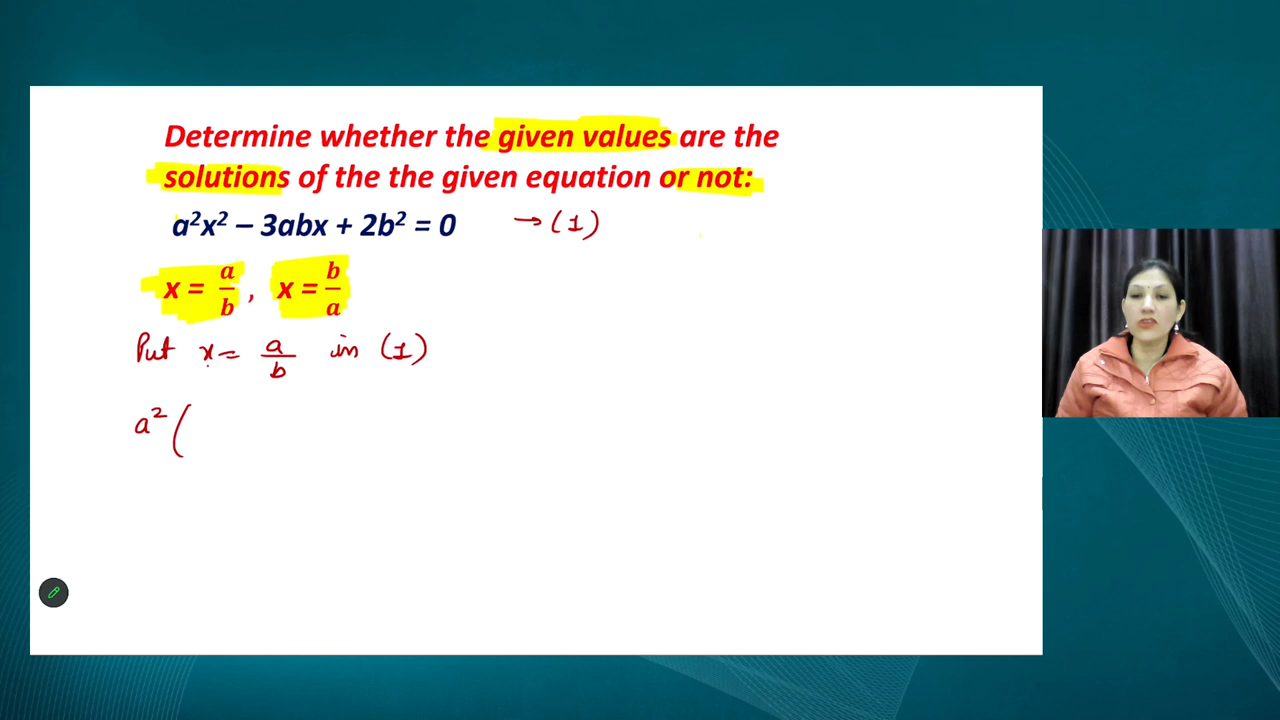 Determine whether the given values are the
solutions of the the given equation or not:
a²x² – 3abx + 2b² = 0 → (1)
x = a/b , x = b/a
Put x = a/b in (1)
a² (